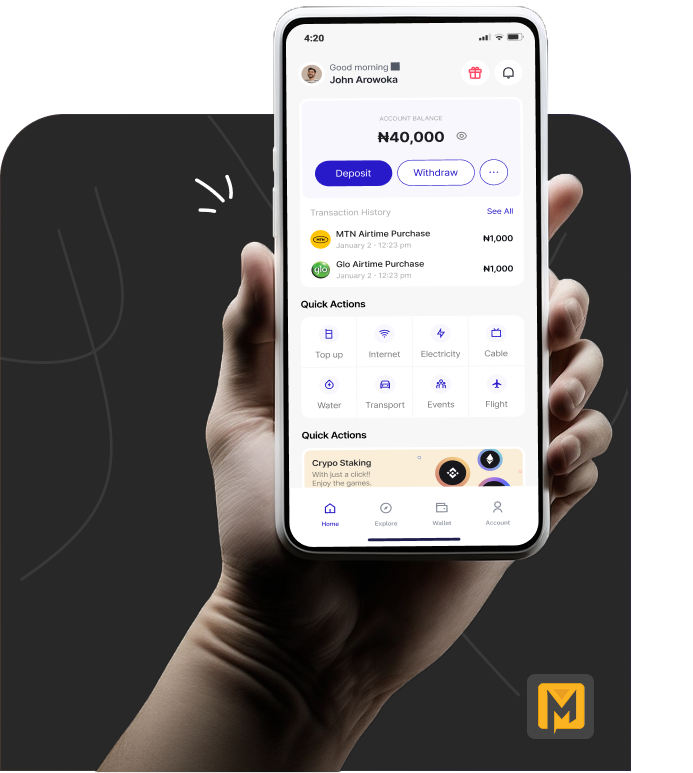 4:20
Good morning
John Arowoka
ACCOUNT BALANCE
₦40,000
Deposit
Withdraw
Transaction History
See All
MTN
MTN Airtime Purchase
₦1,000
January 2 - 12:23 pm
glo
Glo Airtime Purchase
₦1,000
January 2 - 12:23 pm
Quick Actions
Top up
Internet
Electricity
Cable
Water
Transport
Events
Flight
Quick Actions
Crypo Staking
With just a click!!
Enjoy the games.
Home
Explore
Wallet
Account
M